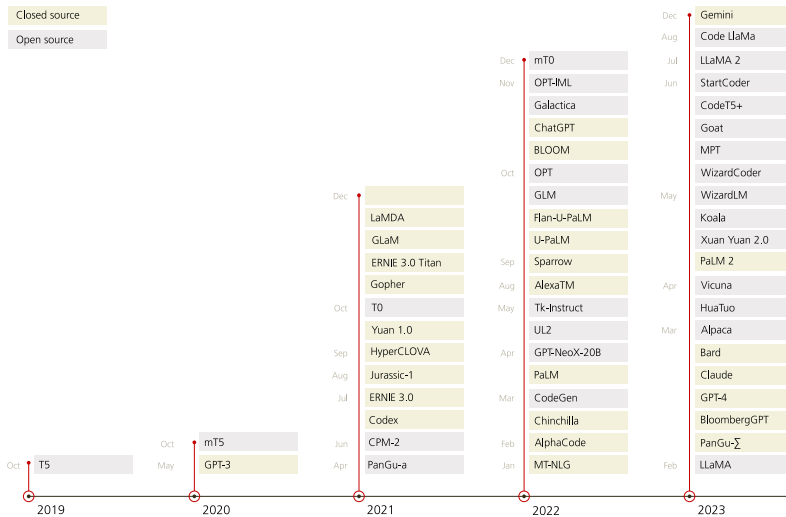 Closed source
Open source
Oct T5
2019
Oct mT5
May GPT-3
2020
Dec
LaMDA
GLaM
ERNIE 3.0 Titan
Gopher
Oct T0
Yuan 1.0
Sep HyperCLOVA
Aug Jurassic-1
Jul ERNIE 3.0
Codex
Jun CPM-2
Apr PanGu-a
2021
Dec mT0
Nov OPT-IML
Galactica
ChatGPT
BLOOM
Oct OPT
GLM
Flan-U-PaLM
U-PaLM
Sep Sparrow
Aug AlexaTM
May Tk-Instruct
UL2
Apr GPT-NeoX-20B
PaLM
Mar CodeGen
Chinchilla
Feb AlphaCode
Jan MT-NLG
2022
Dec Gemini
Aug Code LlaMa
Jul LLaMA 2
Jun StartCoder
CodeT5+
Goat
MPT
WizardCoder
May WizardLM
Koala
Xuan Yuan 2.0
PaLM 2
Apr Vicuna
HuaTuo
Mar Alpaca
Bard
Claude
GPT-4
BloombergGPT
PanGu-∑
Feb LLaMA
2023